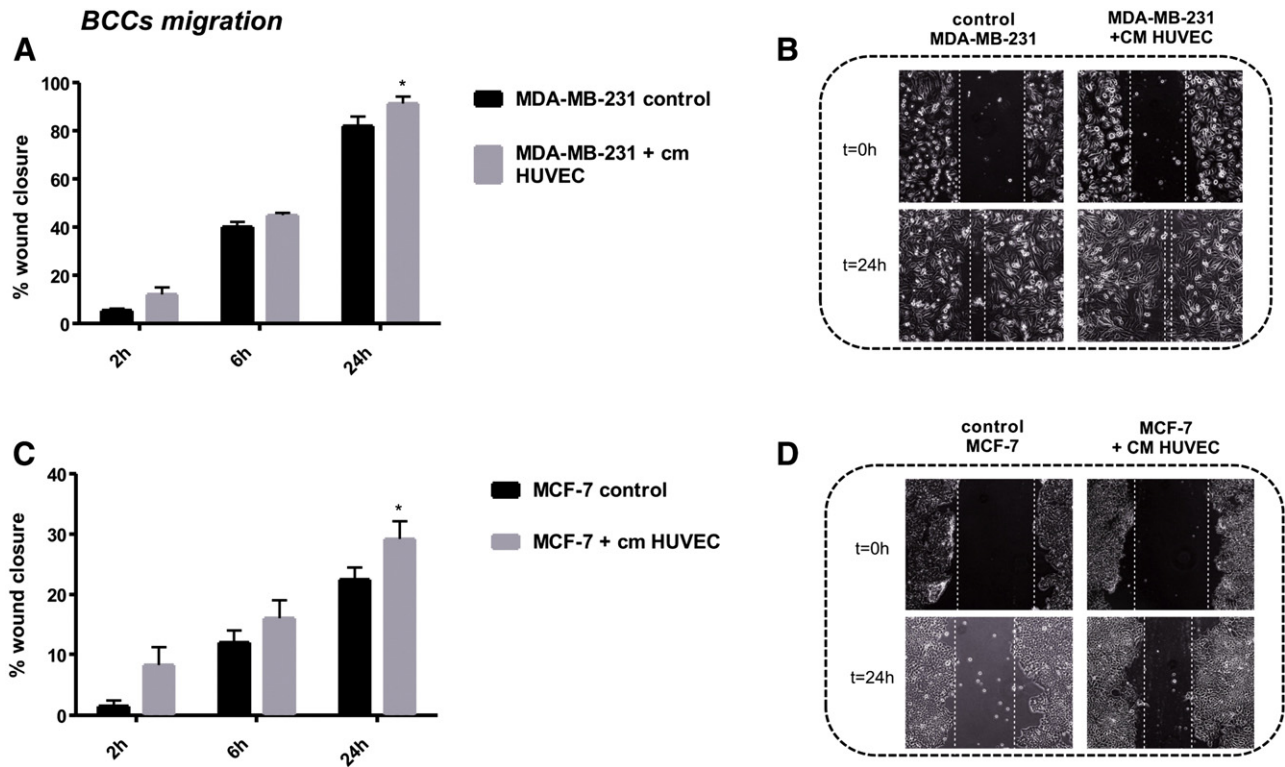 BCCs migration
A
% wound closure
100
80
60
40
20
0
2h
6h
24h
*
MDA-MB-231 control
MDA-MB-231 + cm
HUVEC
B
control
MDA-MB-231
MDA-MB-231
+CM HUVEC
t=0h
t=24h
C
% wound closure
40
30
20
10
0
2h
6h
24h
*
MCF-7 control
MCF-7 + cm HUVEC
D
control
MCF-7
MCF-7
+ CM HUVEC
t=0h
t=24h